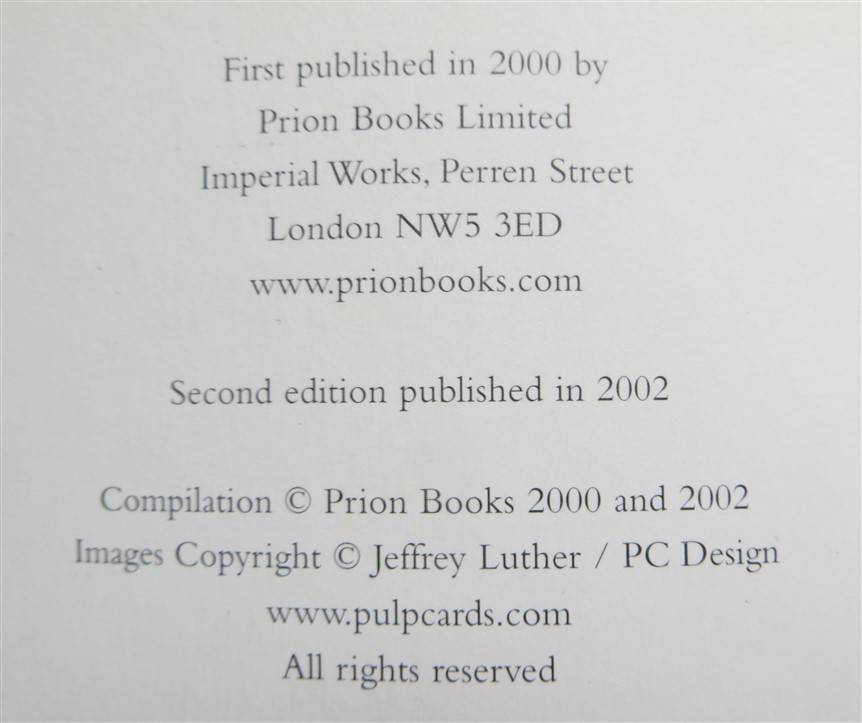 First published in 2000 by
Prion Books Limited
Imperial Works, Perren Street
London NW5 3ED
www.prionbooks.com
Second edition published in 2002
Compilation © Prion Books 2000 and 2002
Images Copyright © Jeffrey Luther / PC Design
www.pulpcards.com
All rights reserved